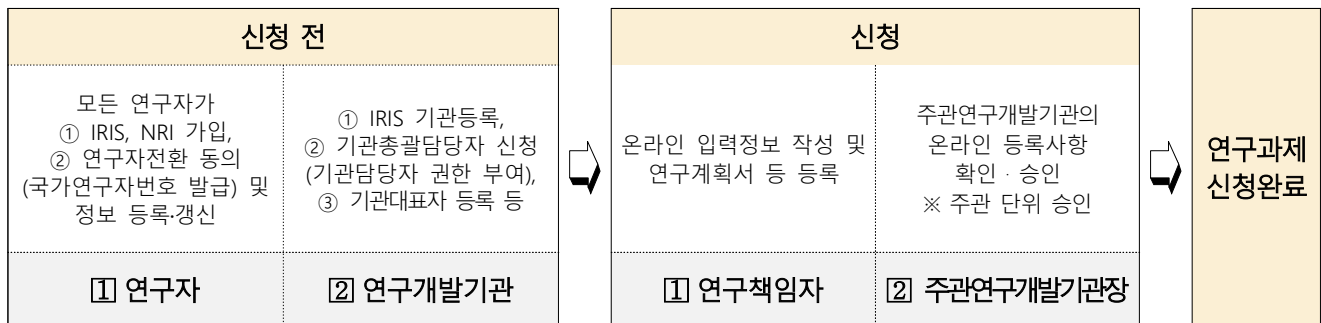 신청 전
모든 연구자가
① IRIS, NRI 가입,
② 연구자전환 동의
(국가연구자번호 발급) 및
정보 등록·갱신
① IRIS 기관등록,
② 기관총괄담당자 신청
(기관담당자 권한 부여),
③ 기관대표자 등록 등
1 연구자
2 연구개발기관
신청
온라인 입력정보 작성 및
연구계획서 등 등록
주관연구개발기관의
온라인 등록사항
확인 · 승인
※ 주관 단위 승인
1 연구책임자
2 주관연구개발기관장
연구과제
신청완료